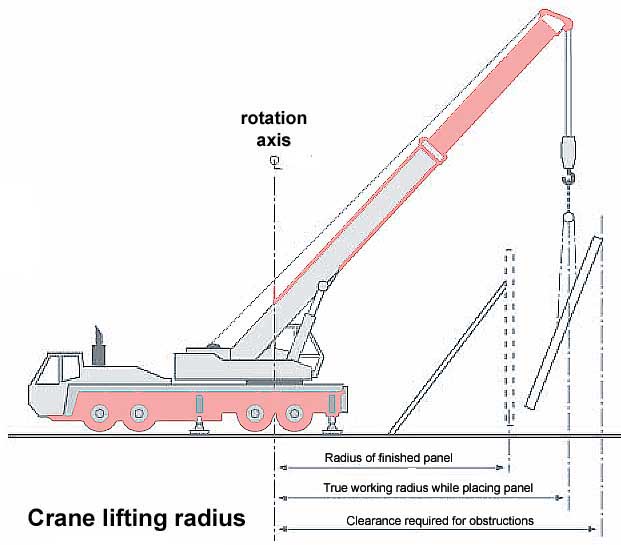 rotation
axis
Radius of finished panel
True working radius while placing panel
Clearance required for obstructions
Crane lifting radius